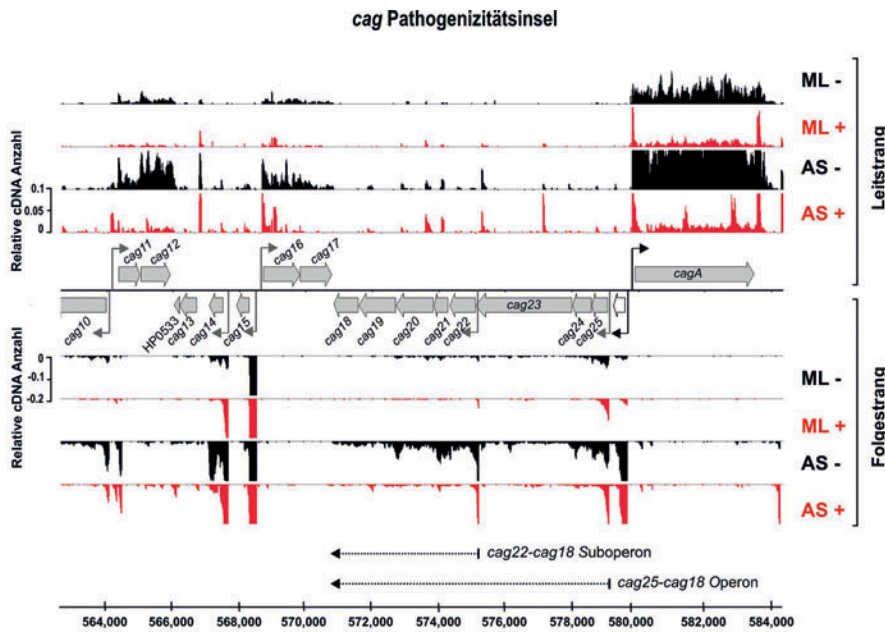 cag Pathogenizitätsinsel
ML -
ML +
AS -
AS +
Leitstrang
Relative cDNA Anzahl
0.1
0.05
0
cag11
cag12
cag16
cag17
cagA
cag10
HP0533
cag13
cag14
cag15
cag18
cag19
cag20
cag21
cag22
cag23
cag24
cag25
Relative cDNA Anzahl
0
-0.1
-0.2
ML -
ML +
AS -
AS +
Folgestrang
cag22-cag18 Suboperon
cag25-cag18 Operon
564,000 566,000 568,000 570,000 572,000 574,000 576,000 578,000 580,000 582,000 584,000